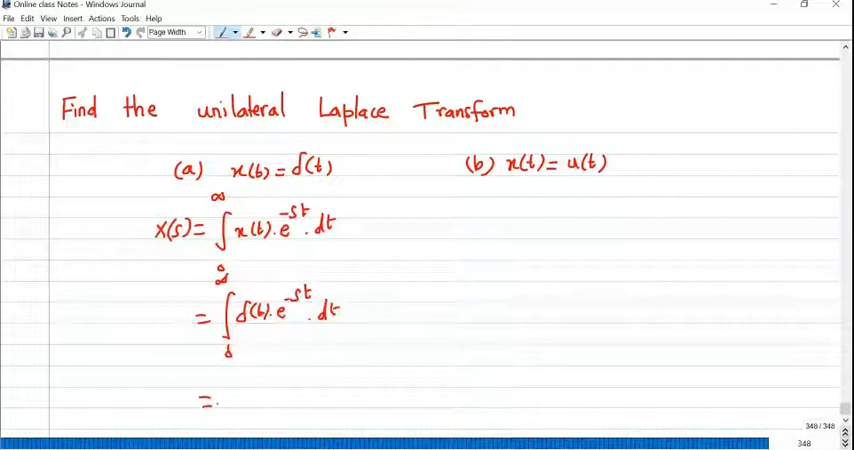 Online class Notes - Windows Journal
File Edit View Insert Actions Tools Help
Page Width
Find the unilateral Laplace Transform
(a) x(t) = δ(t) (b) x(t) = u(t)
X(s) = ∫₀^∞ x(t). e^{-st}. dt
= ∫₀^∞ δ(t). e^{-st}. dt
=
348 / 348
348